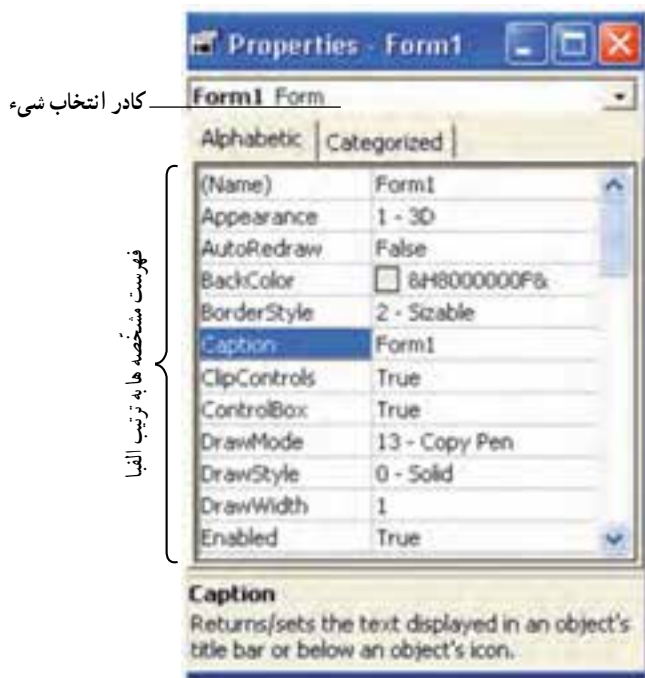 Properties - Form1
کادر انتخاب شیء
Form1 Form
Alphabetic Categorized
فهرست مشخّصه ها به ترتیب الفبا
(Name) Form1
Appearance 1 - 3D
AutoRedraw False
BackColor &H8000000F&
BorderStyle 2 - Sizable
Caption Form1
ClipControls True
ControlBox True
DrawMode 13 - Copy Pen
DrawStyle 0 - Solid
DrawWidth 1
Enabled True
Caption
Returns/sets the text displayed in an object's
title bar or below an object's icon.